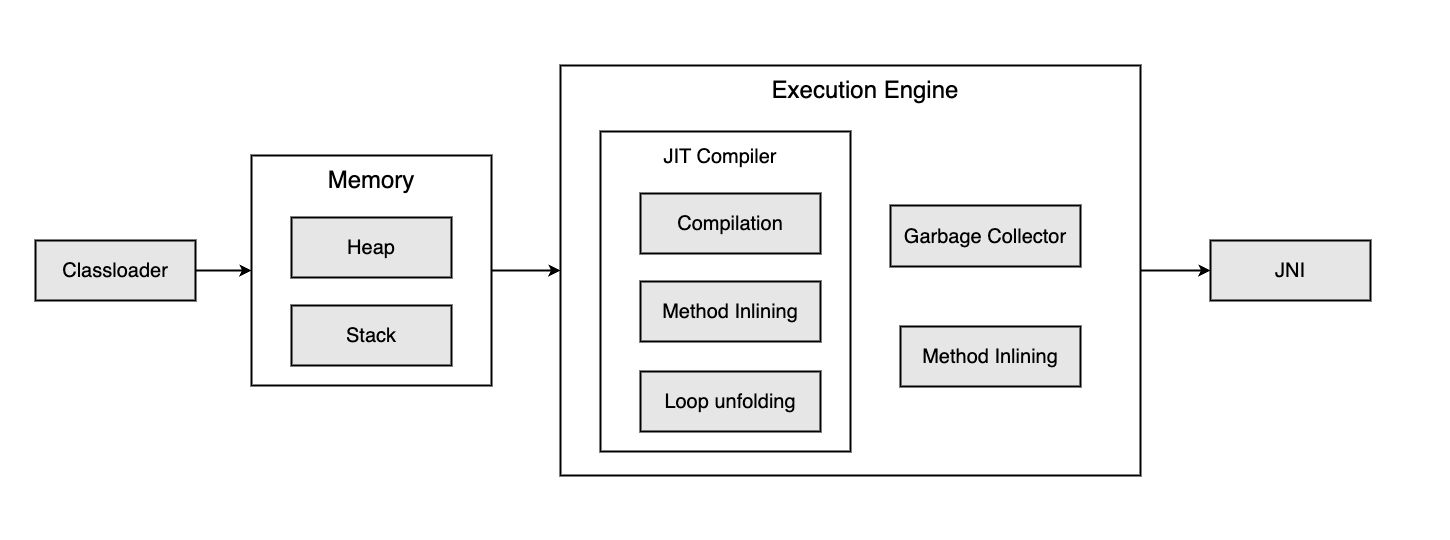 Classloader
Memory
Heap
Stack
Execution Engine
JIT Compiler
Compilation
Method Inlining
Loop unfolding
Garbage Collector
Method Inlining
JNI